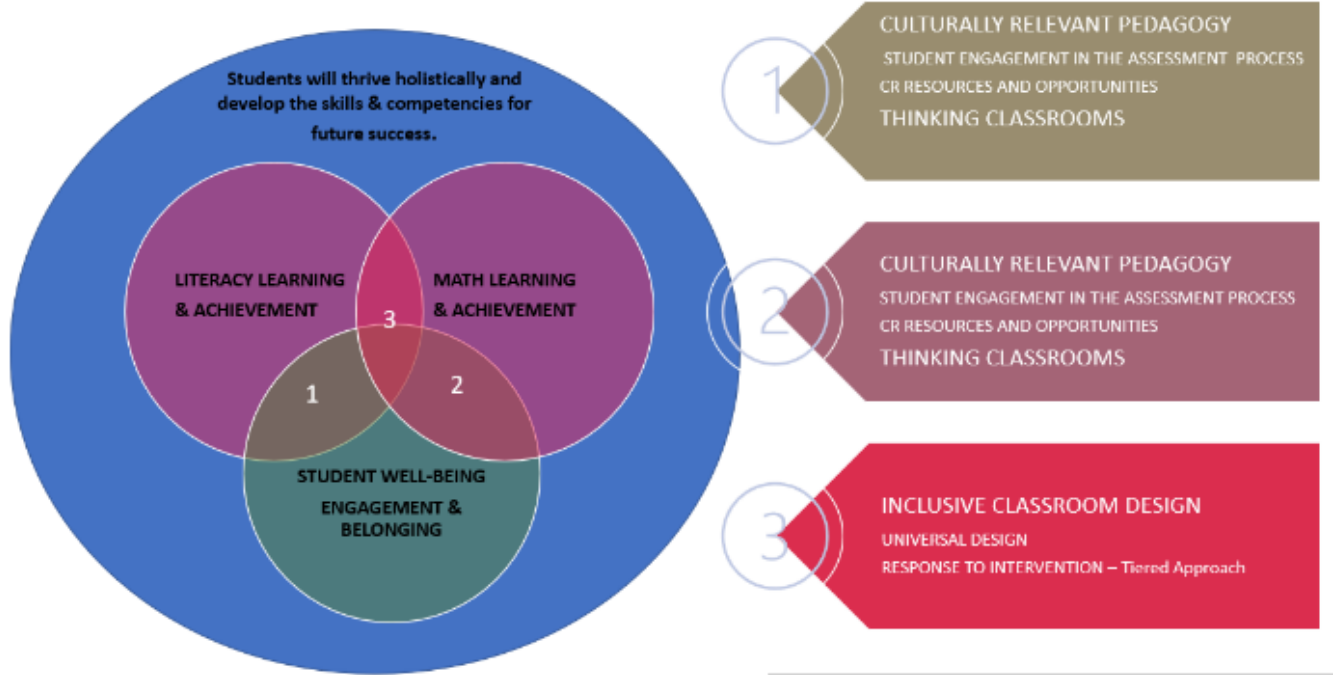 Students will thrive holistically and
develop the skills & competencies for
future success.
LITERACY LEARNING
& ACHIEVEMENT
MATH LEARNING
& ACHIEVEMENT
3
1
2
STUDENT WELL-BEING
ENGAGEMENT &
BELONGING
1
CULTURALLY RELEVANT PEDAGOGY
STUDENT ENGAGEMENT IN THE ASSESSMENT PROCESS
CR RESOURCES AND OPPORTUNITIES
THINKING CLASSROOMS
2
CULTURALLY RELEVANT PEDAGOGY
STUDENT ENGAGEMENT IN THE ASSESSMENT PROCESS
CR RESOURCES AND OPPORTUNITIES
THINKING CLASSROOMS
3
INCLUSIVE CLASSROOM DESIGN
UNIVERSAL DESIGN
RESPONSE TO INTERVENTION – Tiered Approach